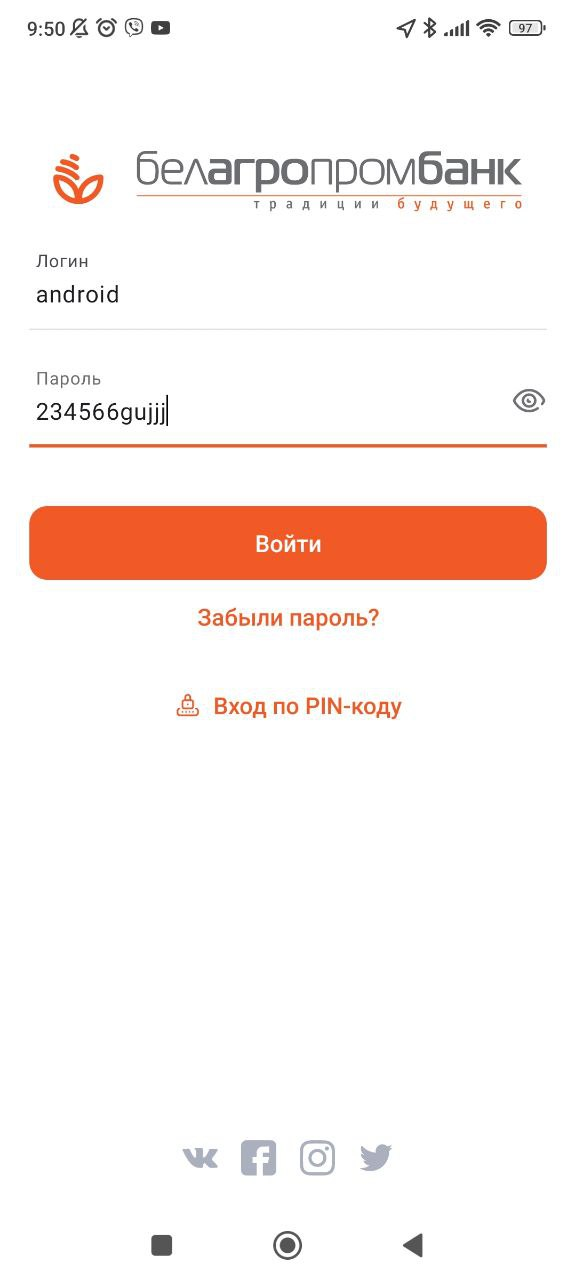 9:50
97
белагропромбанк
традиции будущего
Логин
android
Пароль
234566gujjj
Войти
Забыли пароль?
Вход по PIN-коду